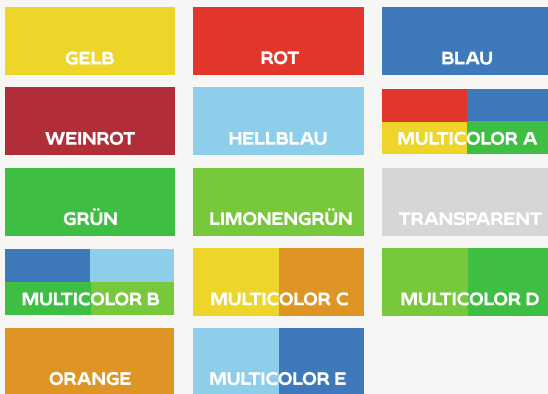 GELB
ROT
BLAU
WEINROT
HELLBLAU
MULTICOLOR A
GRÜN
LIMONENGRÜN
TRANSPARENT
MULTICOLOR B
MULTICOLOR C
MULTICOLOR D
ORANGE
MULTICOLOR E